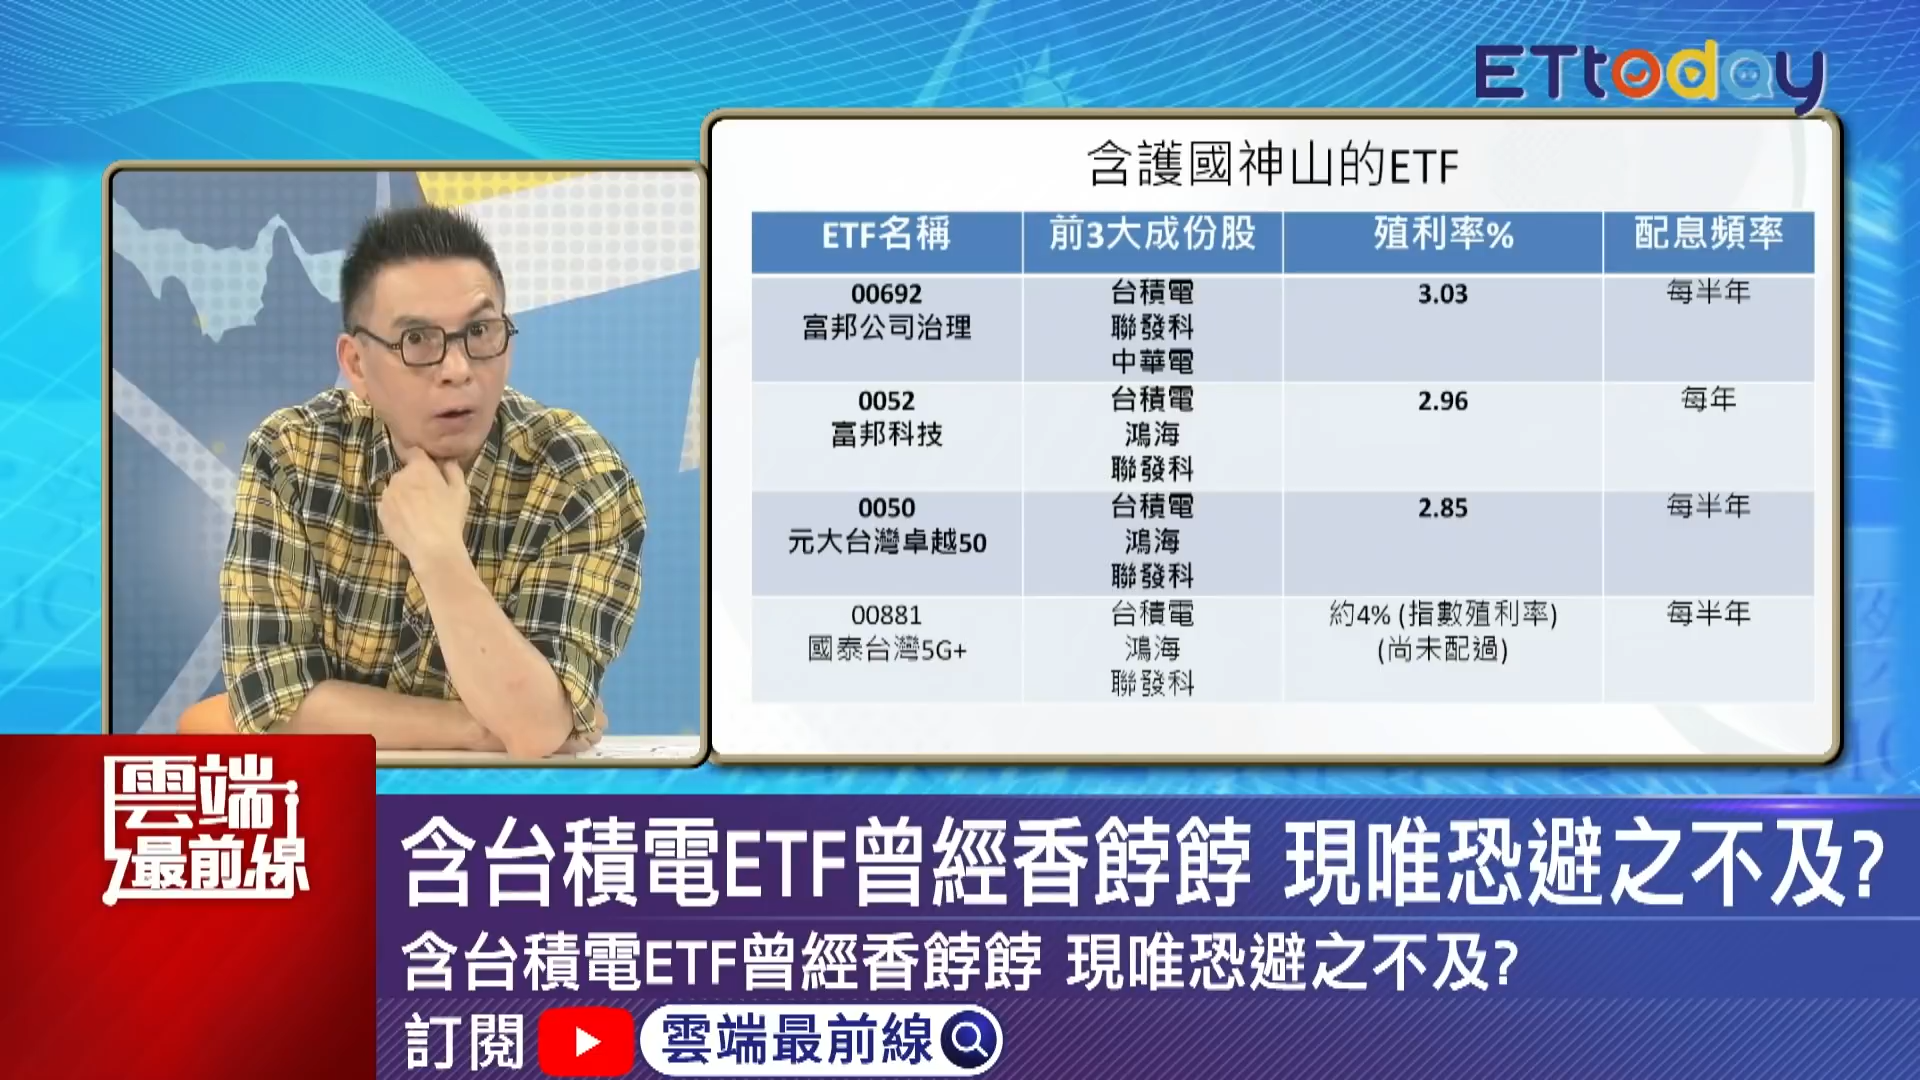 ETtoday
含護國神山的ETF
ETF名稱 前3大成份股 殖利率% 配息頻率
00692 台積電 3.03 每半年
富邦公司治理 聯發科
中華電
0052 台積電 2.96 每年
富邦科技 鴻海
聯發科
0050 台積電 2.85 每半年
元大台灣卓越50 鴻海
聯發科
00881 台積電 約4% (指數殖利率) 每半年
國泰台灣5G+ 鴻海 (尚未配過)
聯發科
雲端
最前線
含台積電ETF曾經香餑餑 現唯恐避之不及?
含台積電ETF曾經香餑餑 現唯恐避之不及?
訂閱 雲端最前線